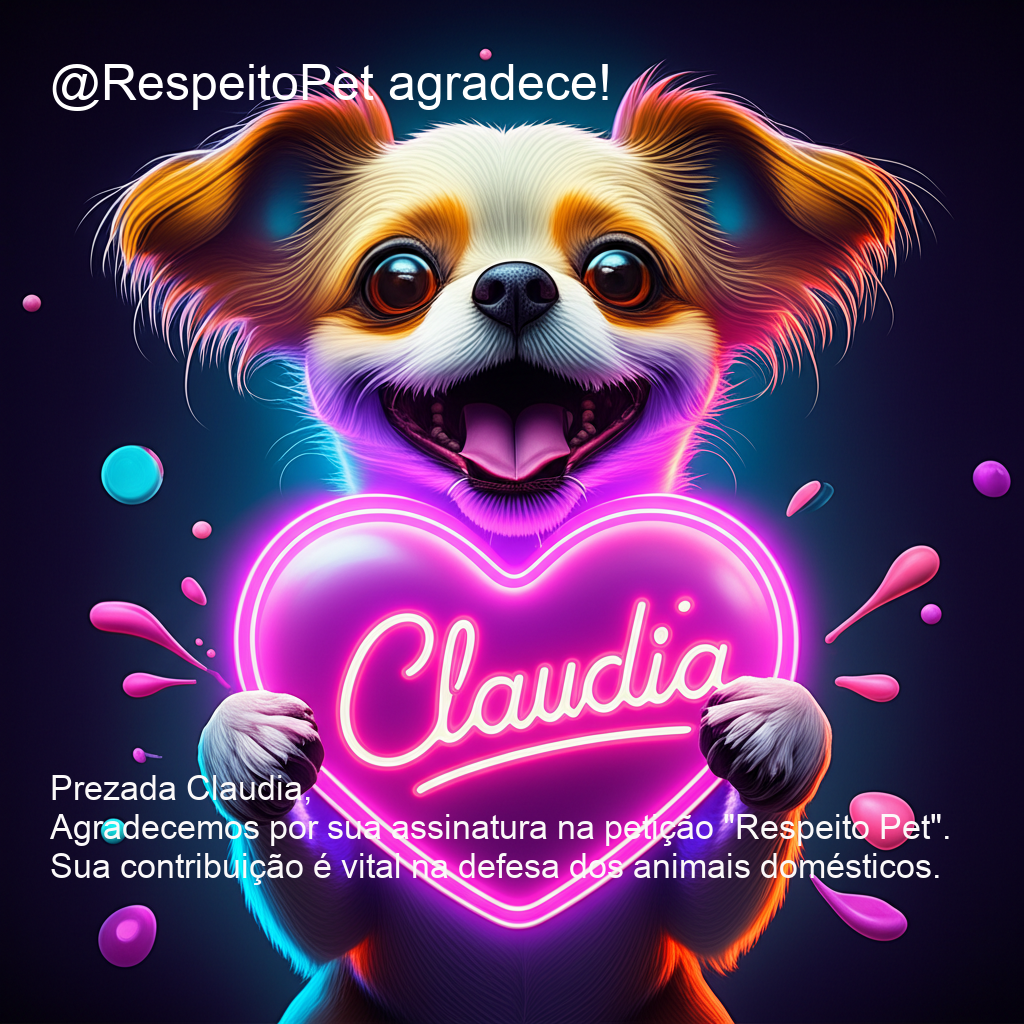 @RespeitoPet agradece!
Claudia
Prezada Claudia,
Agradecemos por sua assinatura na petição "Respeito Pet".
Sua contribuição é vital na defesa dos animais domésticos.